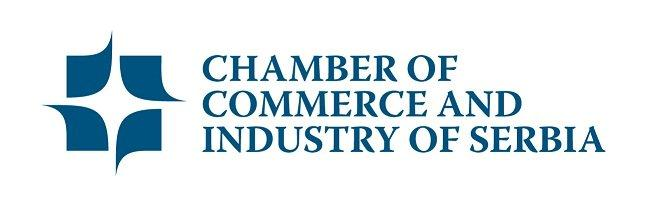 CHAMBER OF
COMMERCE AND
INDUSTRY OF SERBIA